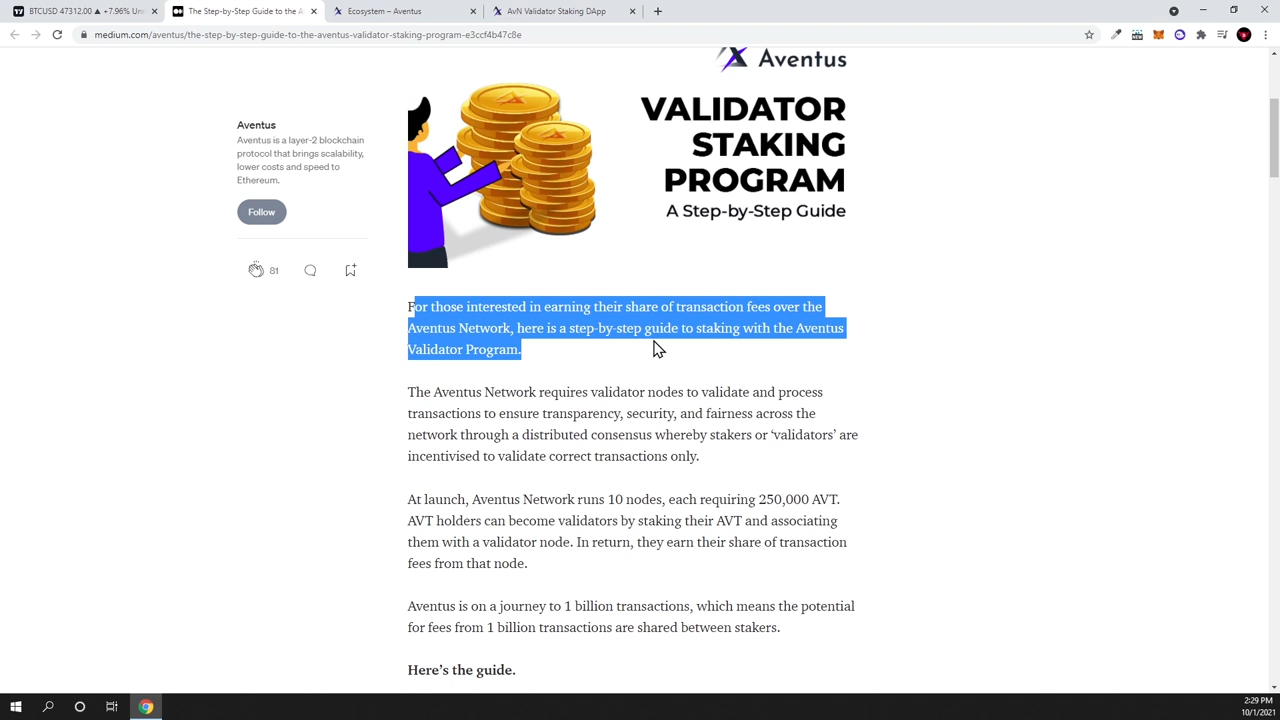 BTCUSD 47312.00 ▲ +7.96% Un
The Step-by-Step Guide to the A
Ecosystem – Aventus
AvN Validator Staking DApp
medium.com/aventus/the-step-by-step-guide-to-the-aventus-validator-staking-program-e3ccf4b47c8e
Aventus
VALIDATOR
STAKING
PROGRAM
A Step-by-Step Guide
Aventus
Aventus is a layer-2 blockchain
protocol that brings scalability,
lower costs and speed to
Ethereum.
Follow
81
For those interested in earning their share of transaction fees over the
Aventus Network, here is a step-by-step guide to staking with the Aventus
Validator Program.
The Aventus Network requires validator nodes to validate and process
transactions to ensure transparency, security, and fairness across the
network through a distributed consensus whereby stakers or ‘validators’ are
incentivised to validate correct transactions only.
At launch, Aventus Network runs 10 nodes, each requiring 250,000 AVT.
AVT holders can become validators by staking their AVT and associating
them with a validator node. In return, they earn their share of transaction
fees from that node.
Aventus is on a journey to 1 billion transactions, which means the potential
for fees from 1 billion transactions are shared between stakers.
Here’s the guide.
2:29 PM
10/1/2021